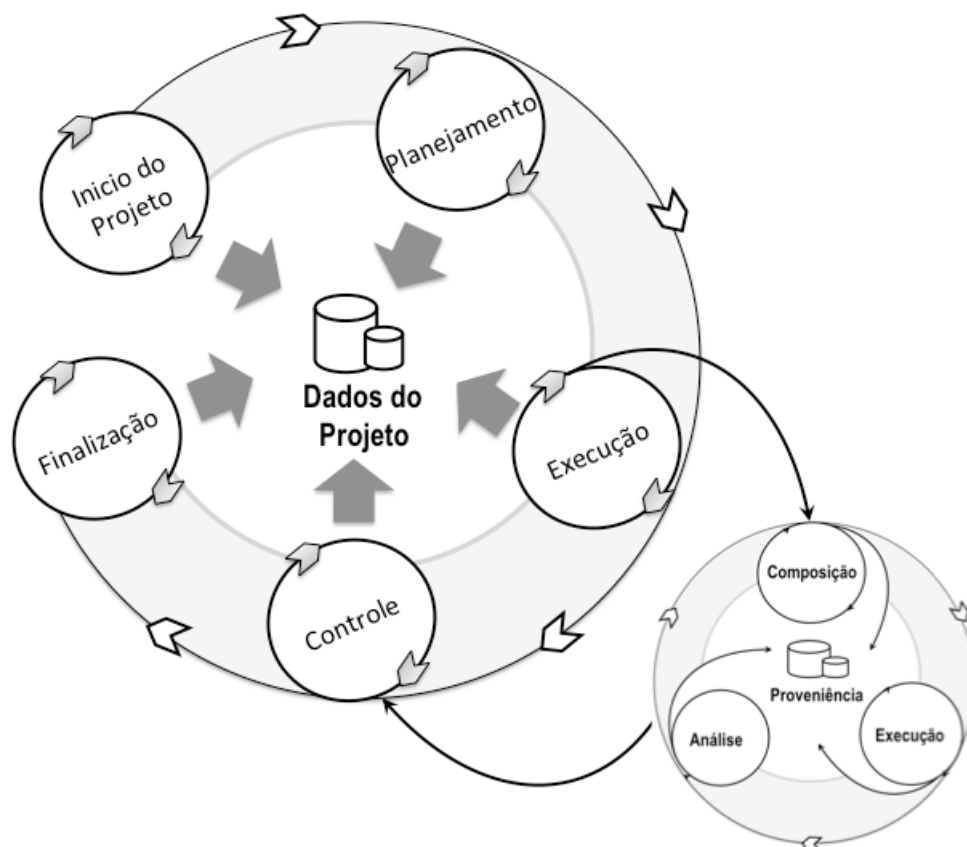 Inicio do
Projeto
Planejamento
Dados do
Projeto
Finalização
Execução
Controle
Composição
Proveniência
Análise
Execução